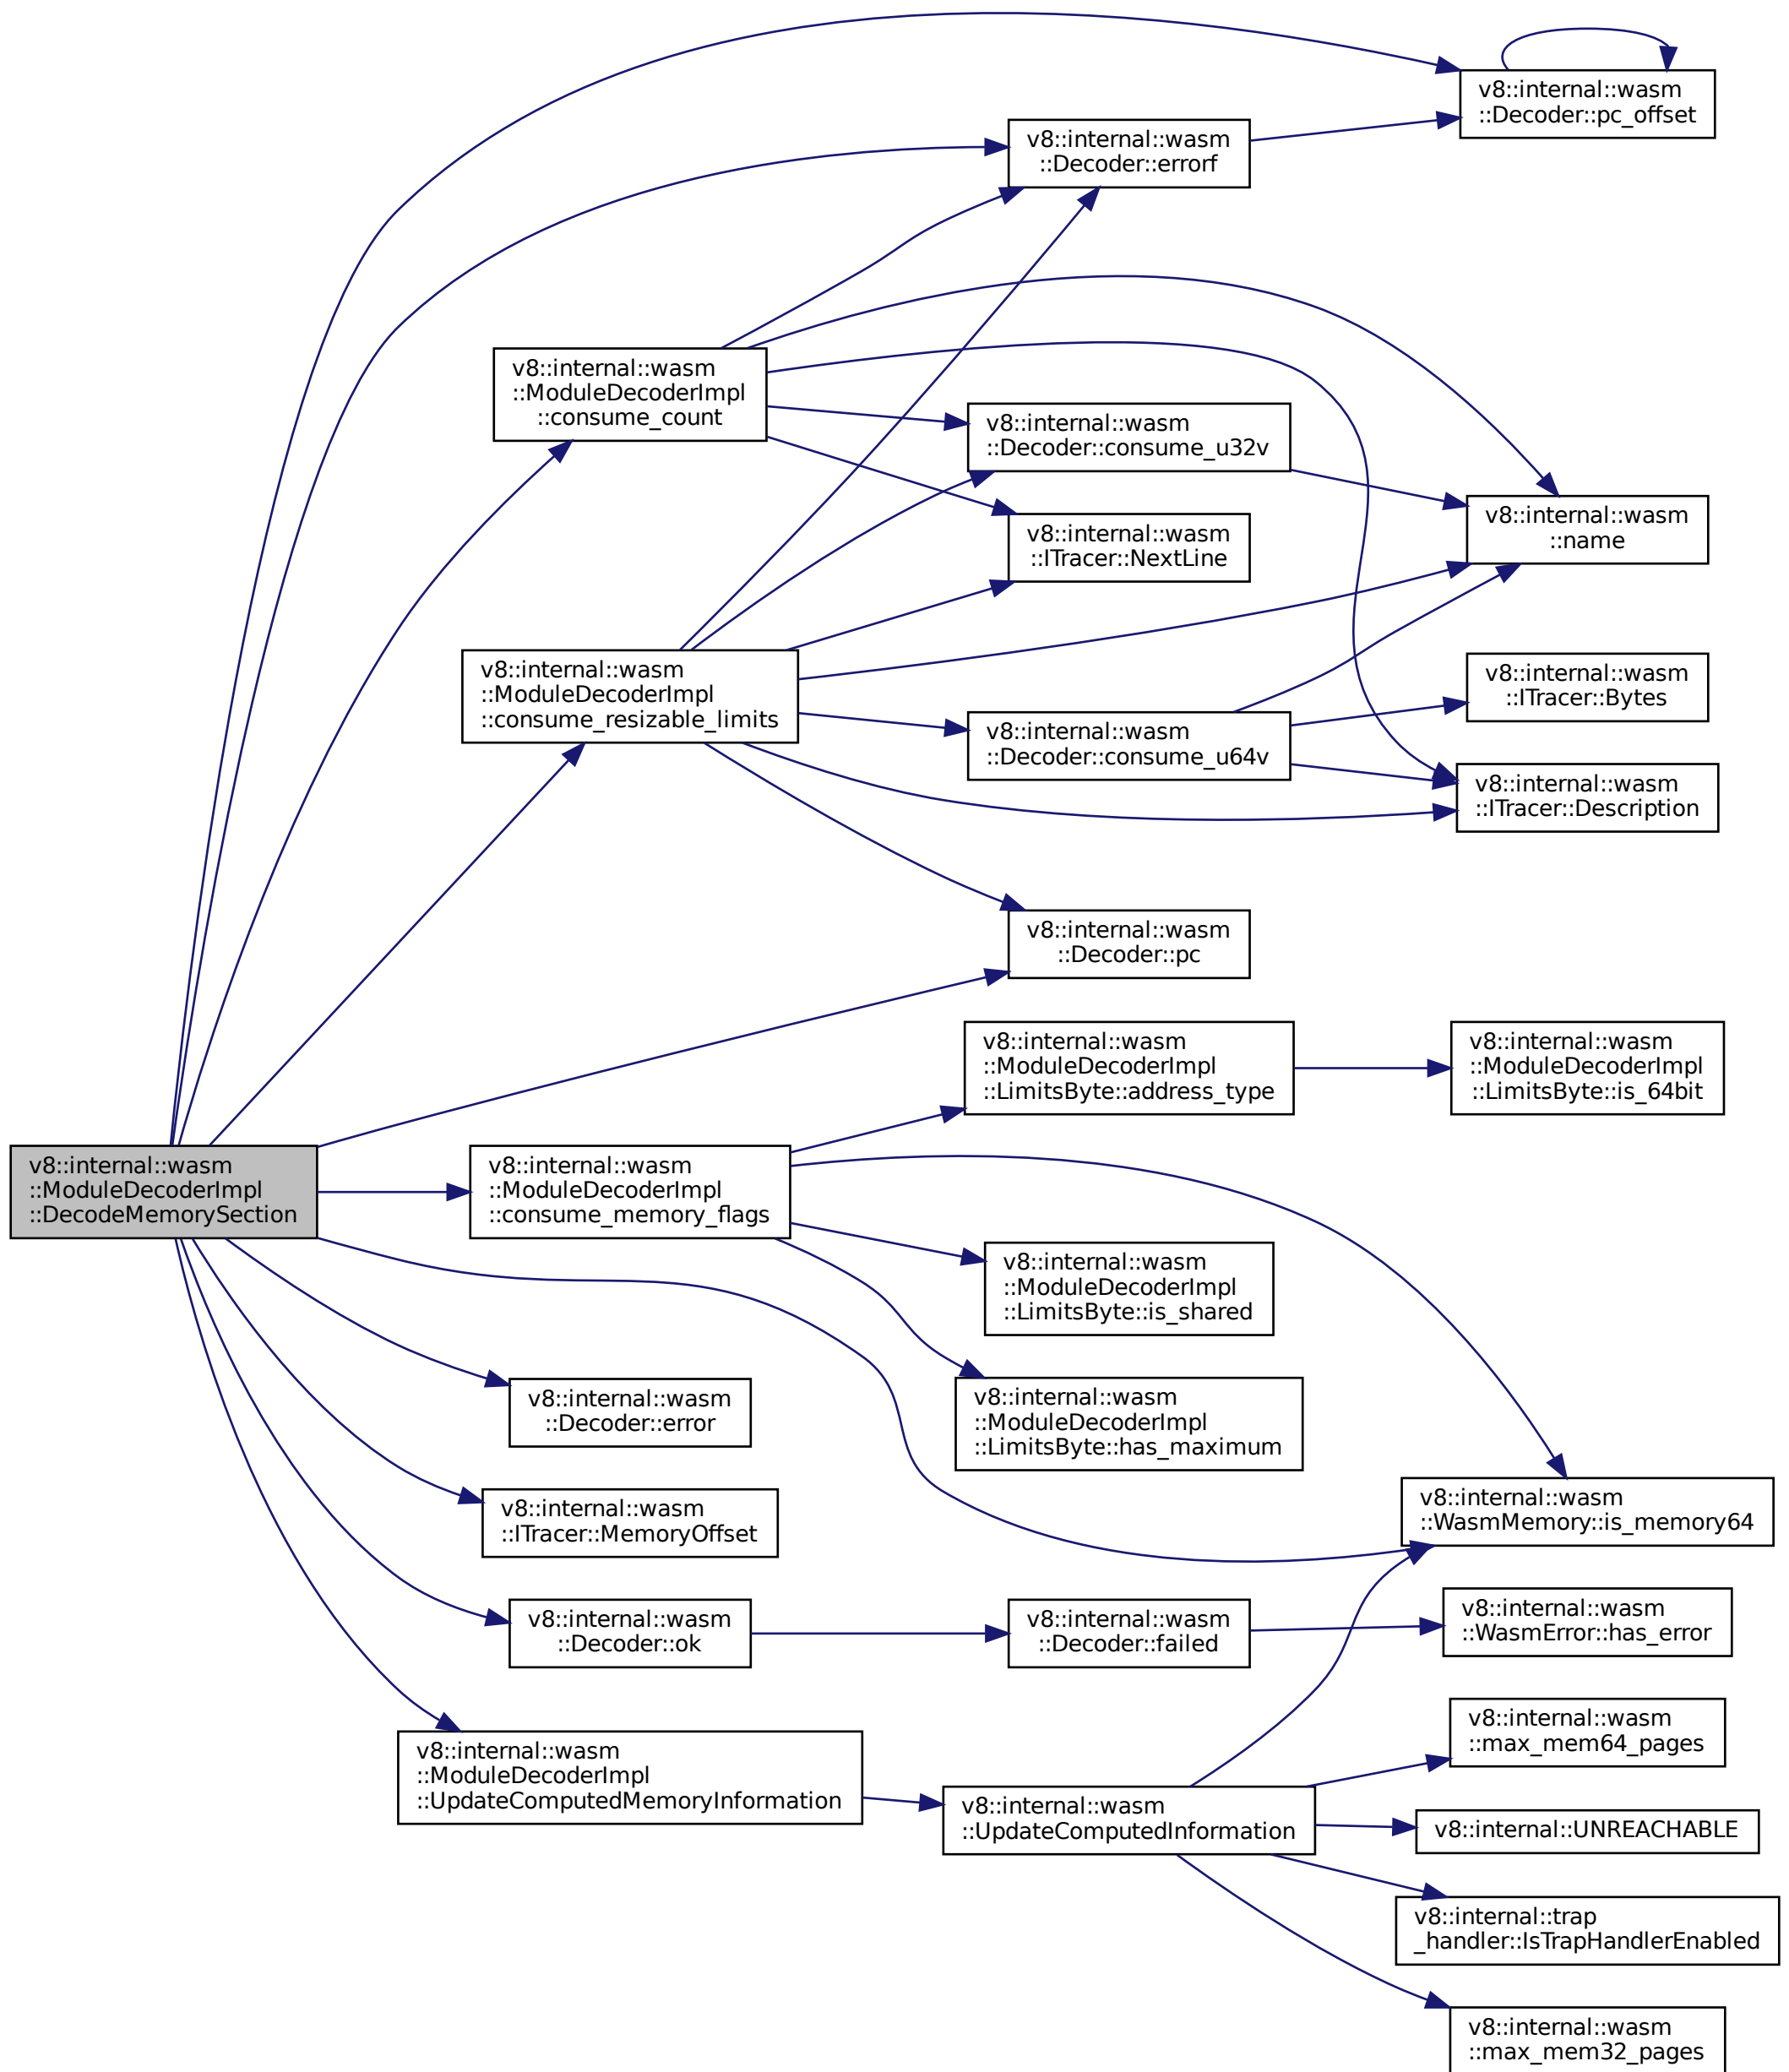 v8::internal::wasm
::Decoder::pc_offset
v8::internal::wasm
::Decoder::errorf
v8::internal::wasm
::ModuleDecoderImpl
::consume_count
v8::internal::wasm
::Decoder::consume_u32v
v8::internal::wasm
::name
v8::internal::wasm
::ITracer::NextLine
v8::internal::wasm
::ModuleDecoderImpl
::consume_resizable_limits
v8::internal::wasm
::ITracer::Bytes
v8::internal::wasm
::Decoder::consume_u64v
v8::internal::wasm
::ITracer::Description
v8::internal::wasm
::Decoder::pc
v8::internal::wasm
::ModuleDecoderImpl
::LimitsByte::address_type
v8::internal::wasm
::ModuleDecoderImpl
::LimitsByte::is_64bit
v8::internal::wasm
::ModuleDecoderImpl
::DecodeMemorySection
v8::internal::wasm
::ModuleDecoderImpl
::consume_memory_flags
v8::internal::wasm
::ModuleDecoderImpl
::LimitsByte::is_shared
v8::internal::wasm
::Decoder::error
v8::internal::wasm
::ModuleDecoderImpl
::LimitsByte::has_maximum
v8::internal::wasm
::ITracer::MemoryOffset
v8::internal::wasm
::WasmMemory::is_memory64
v8::internal::wasm
::Decoder::ok
v8::internal::wasm
::Decoder::failed
v8::internal::wasm
::WasmError::has_error
v8::internal::wasm
::max_mem64_pages
v8::internal::wasm
::ModuleDecoderImpl
::UpdateComputedMemoryInformation
v8::internal::wasm
::UpdateComputedInformation
v8::internal::UNREACHABLE
v8::internal::trap
_handler::IsTrapHandlerEnabled
v8::internal::wasm
::max_mem32_pages